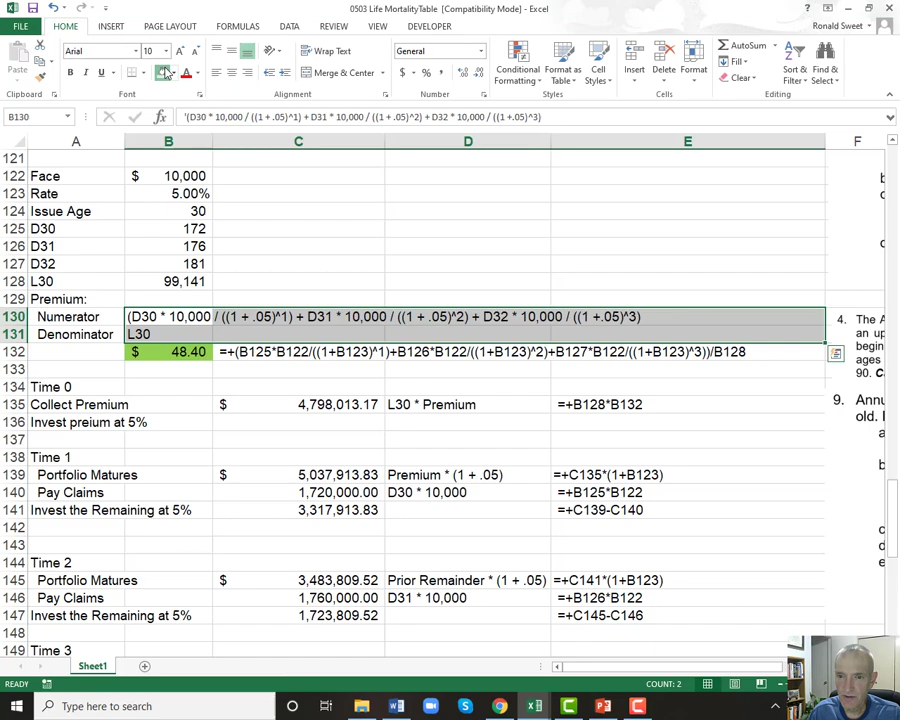 0503 Life MortalityTable [Compatibility Mode] - Excel
FILE HOME INSERT PAGE LAYOUT FORMULAS DATA REVIEW VIEW DEVELOPER Ronald Sweet
Paste Arial 10 Wrap Text General Conditional Formatting Format as Table Cell Styles Insert Delete Format AutoSum Sort & Filter Find & Select
B I U Merge & Center $ % , Fill Clear
Clipboard Font Alignment Number Styles Cells Editing
B130 '(D30 * 10,000 / ((1 + .05)^1) + D31 * 10,000 / ((1 +.05)^2) + D32 * 10,000 / ((1 +.05)^3)
A B C D E F
121
122 Face $ 10,000
123 Rate 5.00%
124 Issue Age 30
125 D30 172
126 D31 176
127 D32 181
128 L30 99,141
129 Premium:
130 Numerator (D30 * 10,000 / ((1 + .05)^1) + D31 * 10,000 / ((1 +.05)^2) + D32 * 10,000 / ((1 +.05)^3)
131 Denominator L30
132 $ 48.40 =+(B125*B122/((1+B123)^1)+B126*B122/((1+B123)^2)+B127*B122/((1+B123)^3))/B128
133
134 Time 0
135 Collect Premium $ 4,798,013.17 L30 * Premium =+B128*B132
136 Invest preium at 5%
137
138 Time 1
139 Portfolio Matures $ 5,037,913.83 Premium * (1 + .05) =+C135*(1+B123)
140 Pay Claims 1,720,000.00 D30 * 10,000 =+B125*B122
141 Invest the Remaining at 5% 3,317,913.83 =+C139-C140
142
143
144 Time 2
145 Portfolio Matures $ 3,483,809.52 Prior Remainder * (1 + .05) =+C141*(1+B123)
146 Pay Claims 1,760,000.00 D31 * 10,000 =+B126*B122
147 Invest the Remaining at 5% 1,723,809.52 =+C145-C146
148
149 Time 3
4. The A
an up
begin
ages
90. C
9. Annu
old. I
a
b
c
d
e
Sheet1
READY COUNT: 2
Type here to search